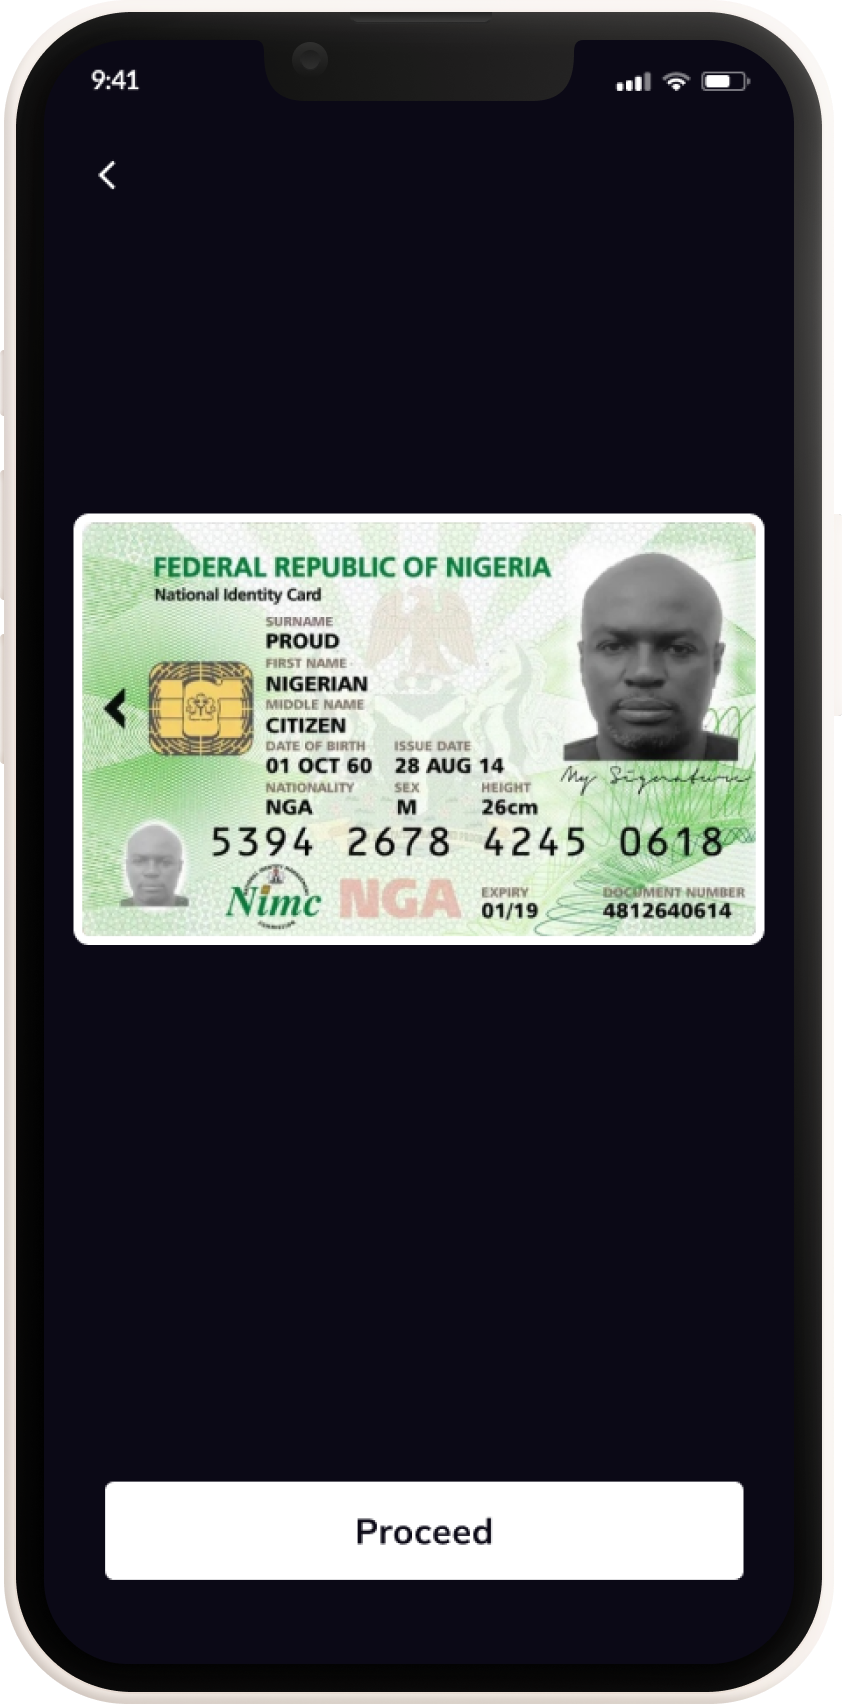 9:41
FEDERAL REPUBLIC OF NIGERIA
National Identity Card
SURNAME
PROUD
FIRST NAME
NIGERIAN
MIDDLE NAME
CITIZEN
DATE OF BIRTH ISSUE DATE
01 OCT 60 28 AUG 14
NATIONALITY SEX HEIGHT
NGA M 26cm
My Signature
5394 2678 4245 0618
Nimc NGA
EXPIRY DOCUMENT NUMBER
01/19 4812640614
Proceed